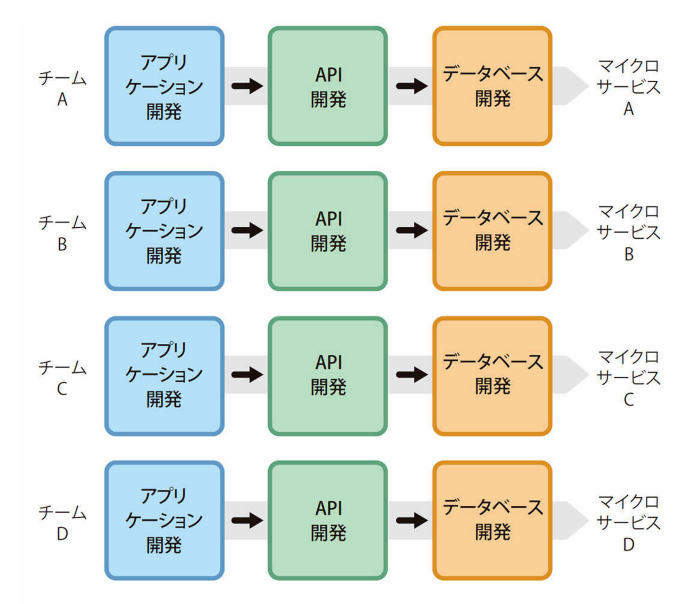 チーム
A
アプリ
ケーション
開発
API
開発
データベース
開発
マイクロ
サービス
A
チーム
B
アプリ
ケーション
開発
API
開発
データベース
開発
マイクロ
サービス
B
チーム
C
アプリ
ケーション
開発
API
開発
データベース
開発
マイクロ
サービス
C
チーム
D
アプリ
ケーション
開発
API
開発
データベース
開発
マイクロ
サービス
D